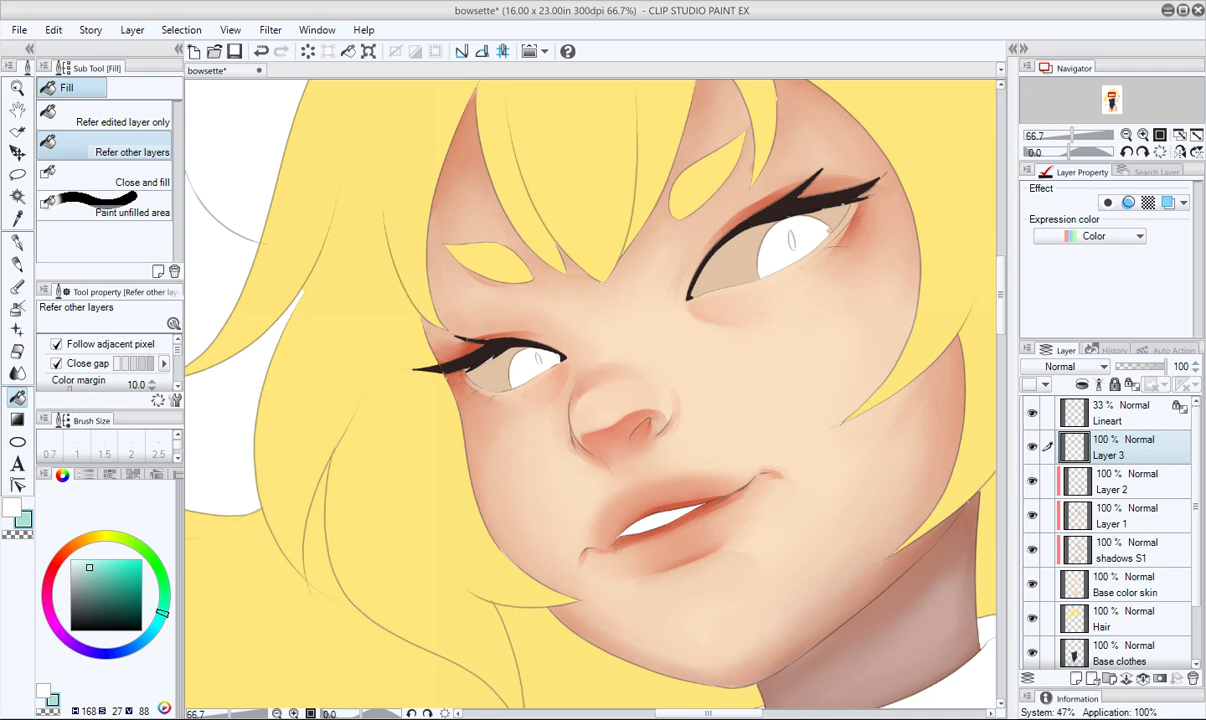 bowsette* (16.00 x 23.00in 300dpi 66.7%)  - CLIP STUDIO PAINT EX
File Edit Story Layer Selection View Filter Window Help
Sub Tool [Fill]
bowsette*
Navigator
Fill
Refer edited layer only
Refer other layers
Close and fill
Paint unfilled area
66.7
0.0
Layer Property
Search Layer
Effect
Expression color
Color
Tool property [Refer other lay
Refer other layers
Follow adjacent pixel
Close gap
Color margin 10.0
Brush Size
0.7 1 1.5 2 2.5
Layer History Auto Action
Normal 100
33 % Normal
Lineart
100 % Normal
Layer 3
100 % Normal
Layer 2
100 % Normal
Layer 1
100 % Normal
shadows S1
100 % Normal
Base color skin
100 % Normal
Hair
100 % Normal
Base clothes
Information
H 168 S 27 V 88
66.7 0.0
System: 47% Application: 100%